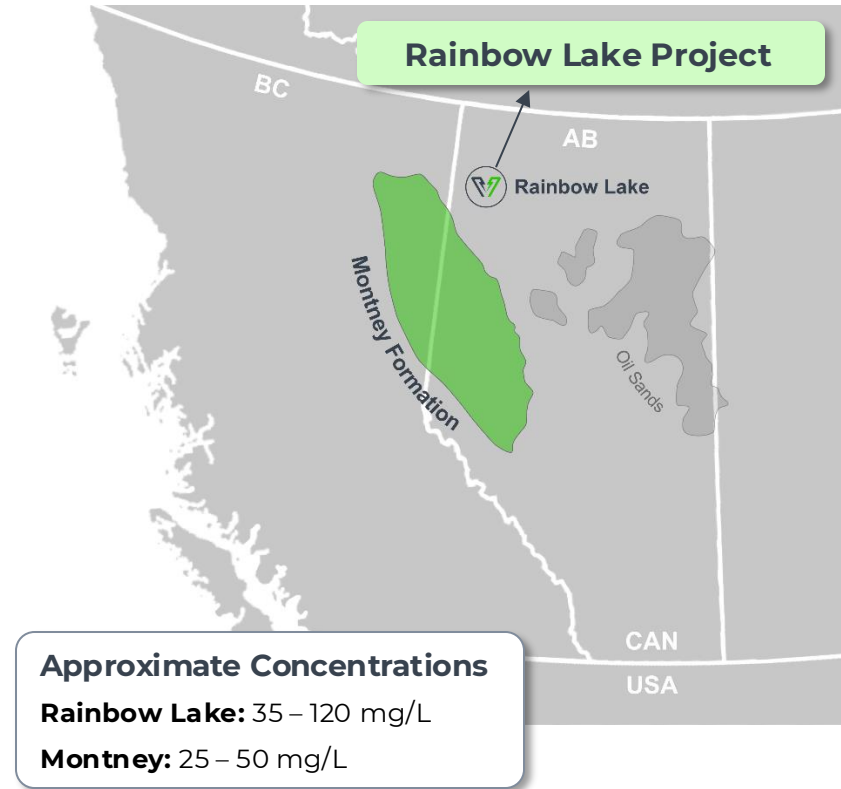 Rainbow Lake Project
BC
AB
Rainbow Lake
Montney Formation
Oil Sands
CAN
USA
Approximate Concentrations
Rainbow Lake: 35 – 120 mg/L
Montney: 25 – 50 mg/L